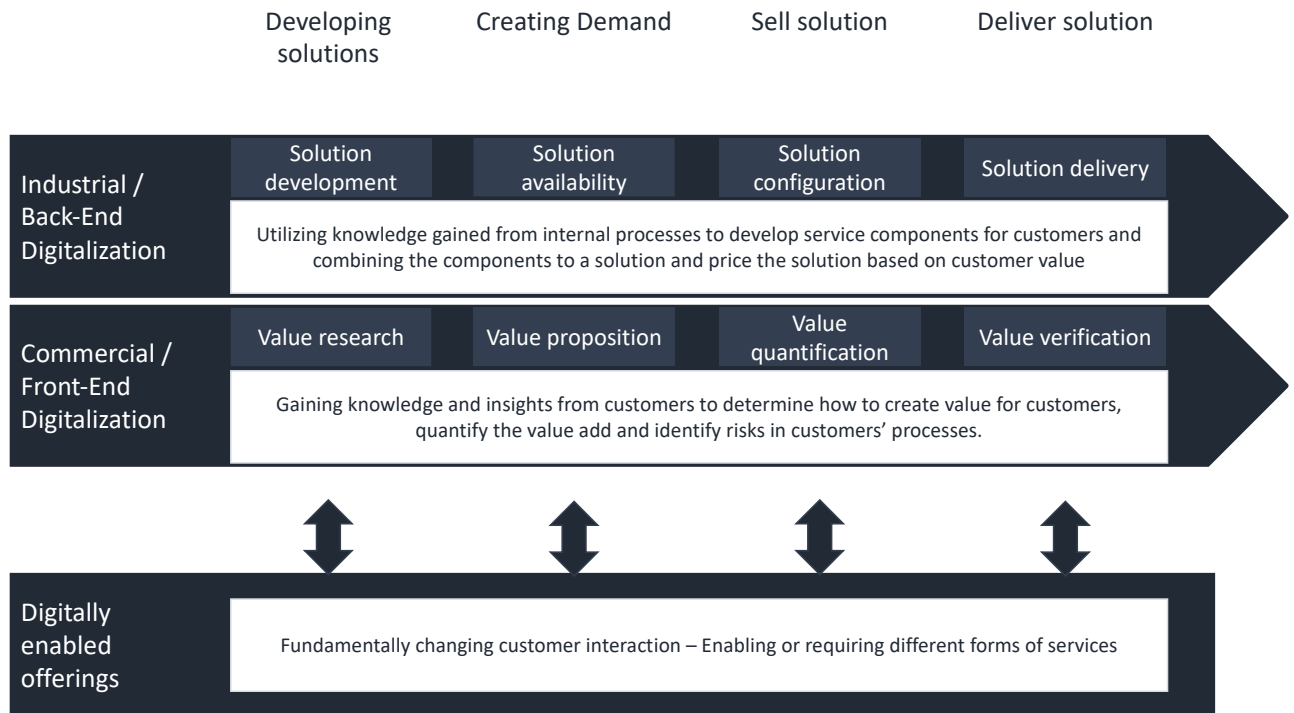 Developing
solutions
Creating Demand
Sell solution
Deliver solution
Industrial /
Back-End
Digitalization
Solution
development
Solution
availability
Solution
configuration
Solution delivery
Utilizing knowledge gained from internal processes to develop service components for customers and
combining the components to a solution and price the solution based on customer value
Commercial /
Front-End
Digitalization
Value research
Value proposition
Value
quantification
Value verification
Gaining knowledge and insights from customers to determine how to create value for customers,
quantify the value add and identify risks in customers’ processes.
Digitally
enabled
offerings
Fundamentally changing customer interaction – Enabling or requiring different forms of services